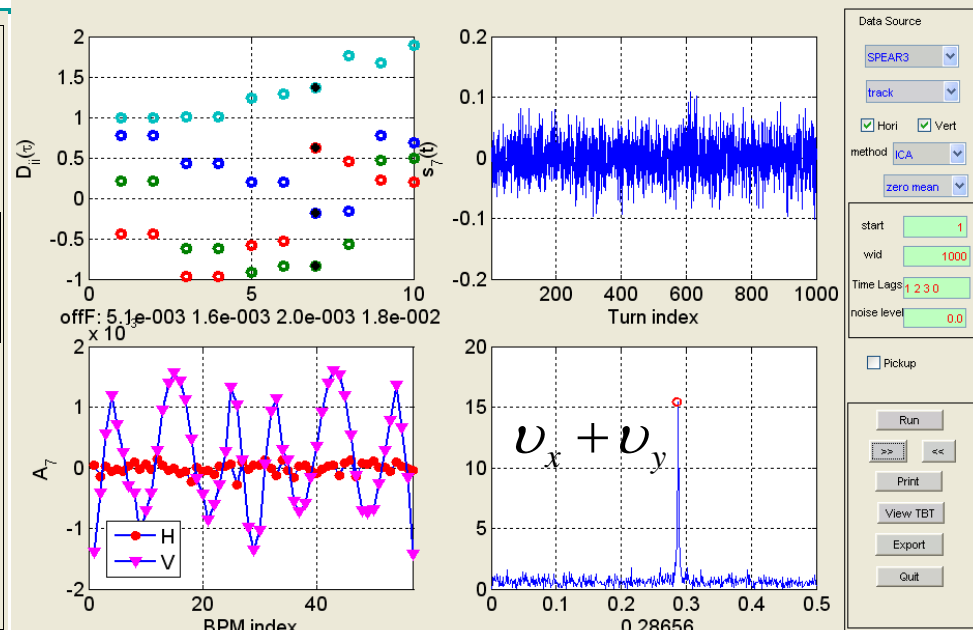 2
1.5
1
0.5
0
-0.5
-1
D_ii(τ)
0 5 10
offF: 5.1e-003 1.6e-003 2.0e-003 1.8e-002
0.2
0.1
0
-0.1
-0.2
s_7(t)
200 400 600 800 1000
Turn index
2
1
0
-1
-2
A_7
H
V
0 20 40
BPM index
20
15
10
5
0
υ_x + υ_y
0 0.1 0.2 0.3 0.4 0.5
0.28656
Data Source
SPEAR3
track
Hori Vert
method ICA
zero mean
start 1
wid 1000
Time Lags 1 2 3 0
noise level 0.0
Pickup
Run
>> <<
Print
View TBT
Export
Quit